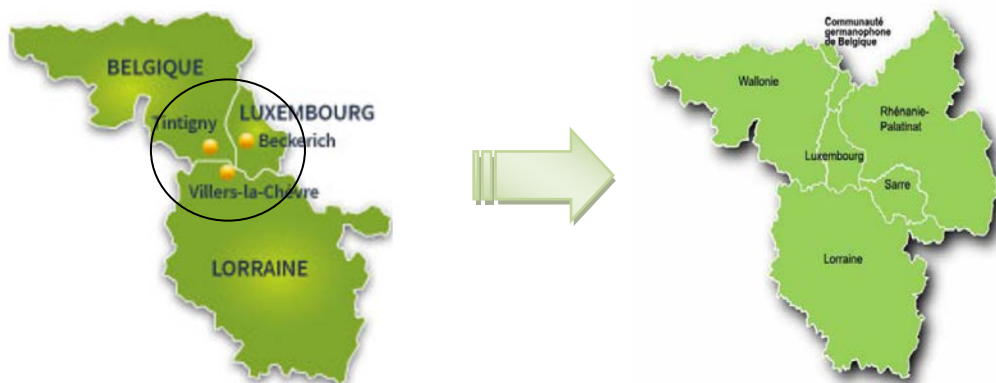 BELGIQUE
LUXEMBOURG
Tintigny
Beckerich
Villers-la-Chèvre
LORRAINE
Communauté
germanophone
de Belgique
Wallonie
Rhénanie-
Palatinat
Luxembourg
Sarre
Lorraine